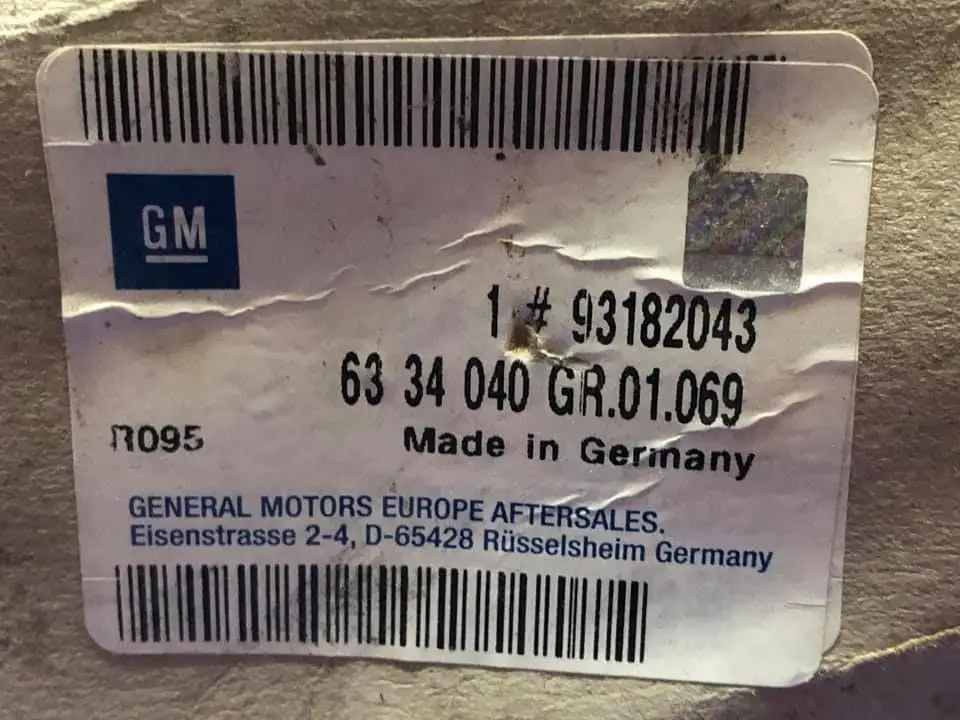 GM
1 # 93182043
63 34 040 GR.01.069
Made in Germany
GENERAL MOTORS EUROPE AFTERSALES.
Eisenstrasse 2-4, D-65428 Rüsselsheim Germany